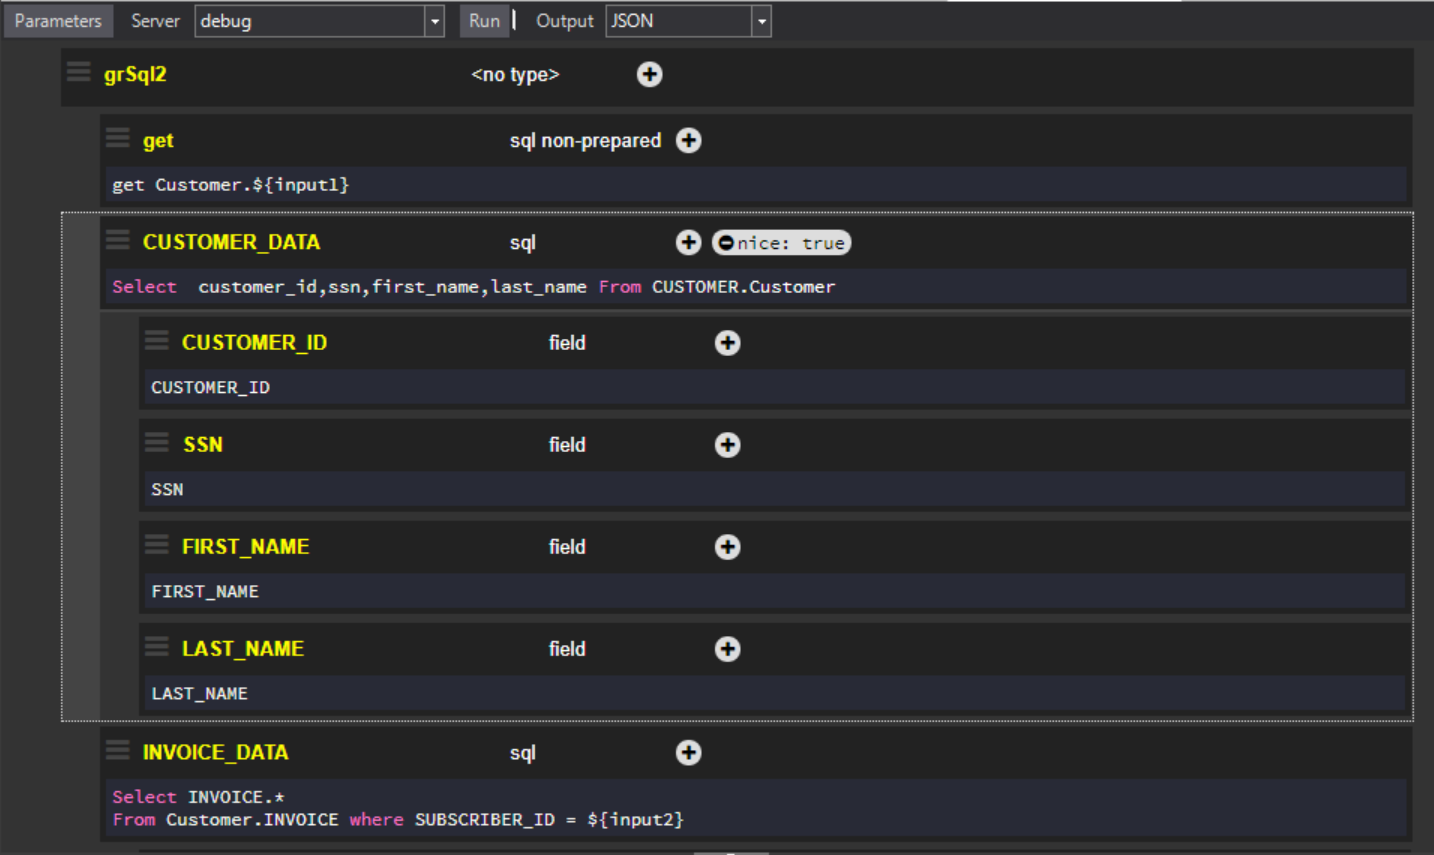 Parameters Server debug Run Output JSON
grSql2 <no type>
get sql non-prepared
get Customer.${input1}
CUSTOMER_DATA sql nice: true
Select  customer_id,ssn,first_name,last_name From CUSTOMER.Customer
CUSTOMER_ID field
CUSTOMER_ID
SSN field
SSN
FIRST_NAME field
FIRST_NAME
LAST_NAME field
LAST_NAME
INVOICE_DATA sql
Select INVOICE.*
From Customer.INVOICE where SUBSCRIBER_ID = ${input2}